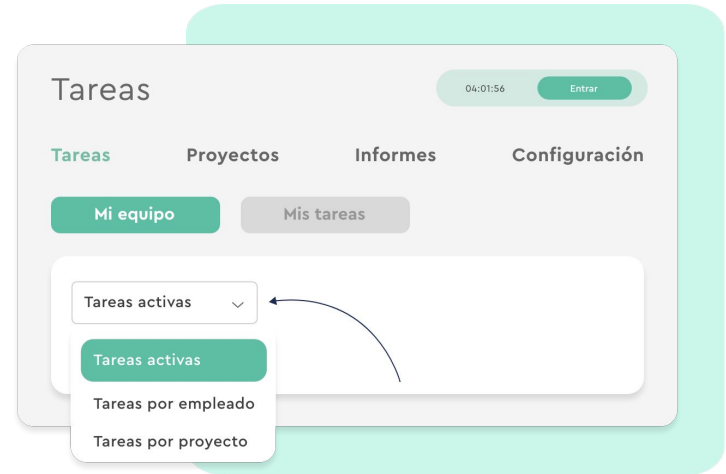 Tareas
04:01:56 Entrar
Tareas Proyectos Informes Configuración
Mi equipo Mis tareas
Tareas activas
Tareas activas
Tareas por empleado
Tareas por proyecto